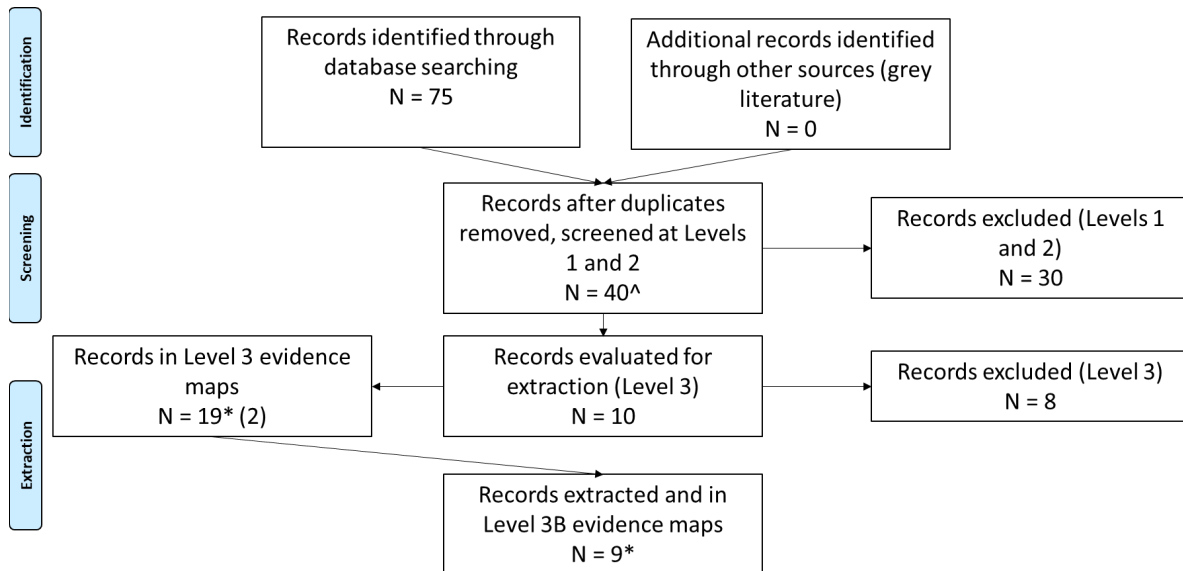 Identification
Records identified through
database searching
N = 75
Additional records identified
through other sources (grey
literature)
N = 0
Screening
Records after duplicates
removed, screened at Levels
1 and 2
N = 40^
Records excluded (Levels 1
and 2)
N = 30
Extraction
Records in Level 3 evidence
maps
N = 19* (2)
Records evaluated for
extraction (Level 3)
N = 10
Records excluded (Level 3)
N = 8
Records extracted and in
Level 3B evidence maps
N = 9*